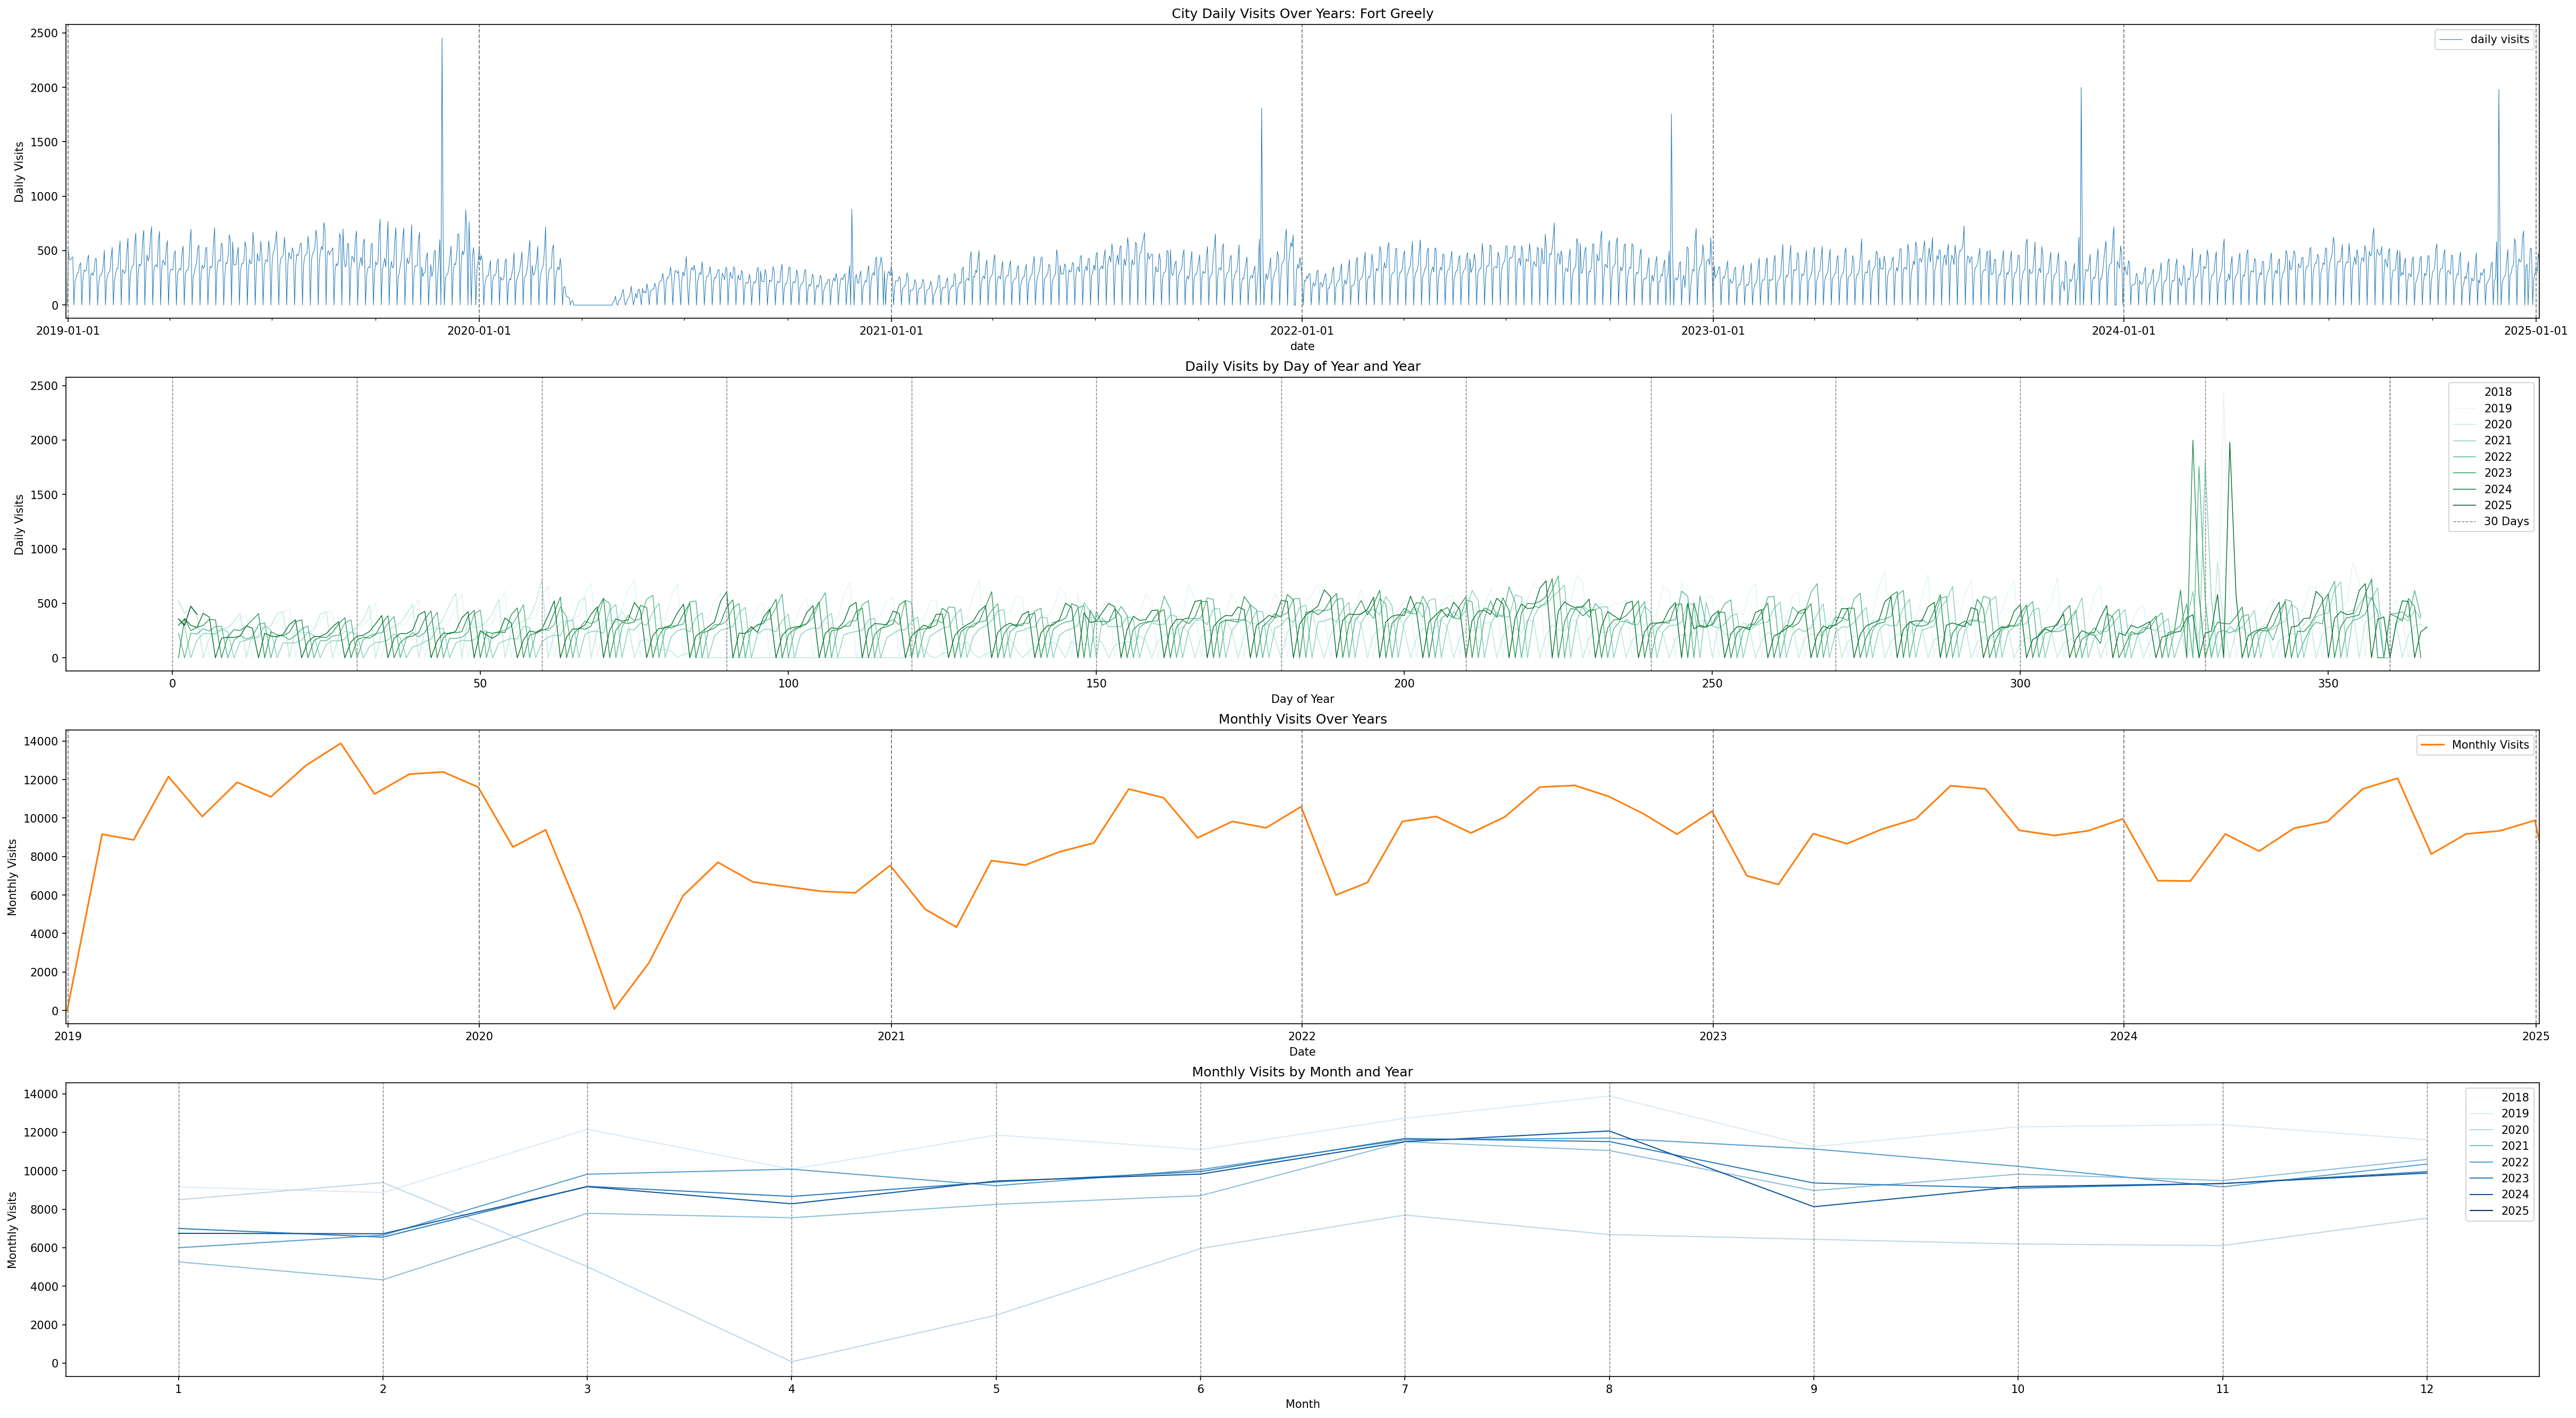 City Daily Visits Over Years: Fort Greely
Daily Visits
2500
2000
1500
1000
500
0
daily visits
2019-01-01 2020-01-01 2021-01-01 2022-01-01 2023-01-01 2024-01-01 2025-01-01
date
Daily Visits by Day of Year and Year
Daily Visits
2500
2000
1500
1000
500
0
2018
2019
2020
2021
2022
2023
2024
2025
30 Days
0 50 100 150 200 250 300 350
Day of Year
Monthly Visits Over Years
Monthly Visits
14000
12000
10000
8000
6000
4000
2000
0
Monthly Visits
2019 2020 2021 2022 2023 2024 2025
Date
Monthly Visits by Month and Year
Monthly Visits
14000
12000
10000
8000
6000
4000
2000
0
2018
2019
2020
2021
2022
2023
2024
2025
1 2 3 4 5 6 7 8 9 10 11 12
Month